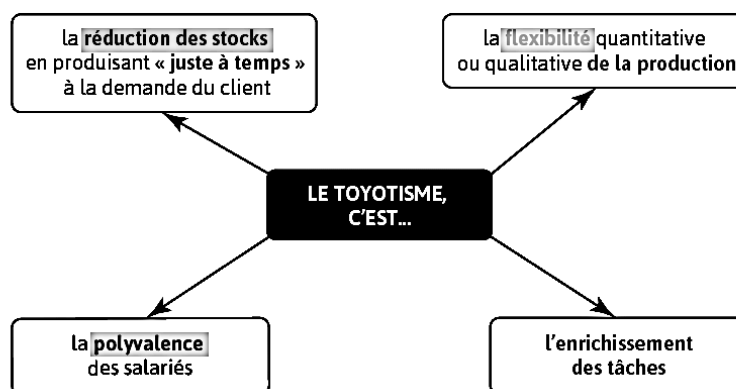 la réduction des stocks
en produisant « juste à temps »
à la demande du client
la flexibilité quantitative
ou qualitative de la production
LE TOYOTISME,
C'EST...
la polyvalence
des salariés
l'enrichissement
des tâches